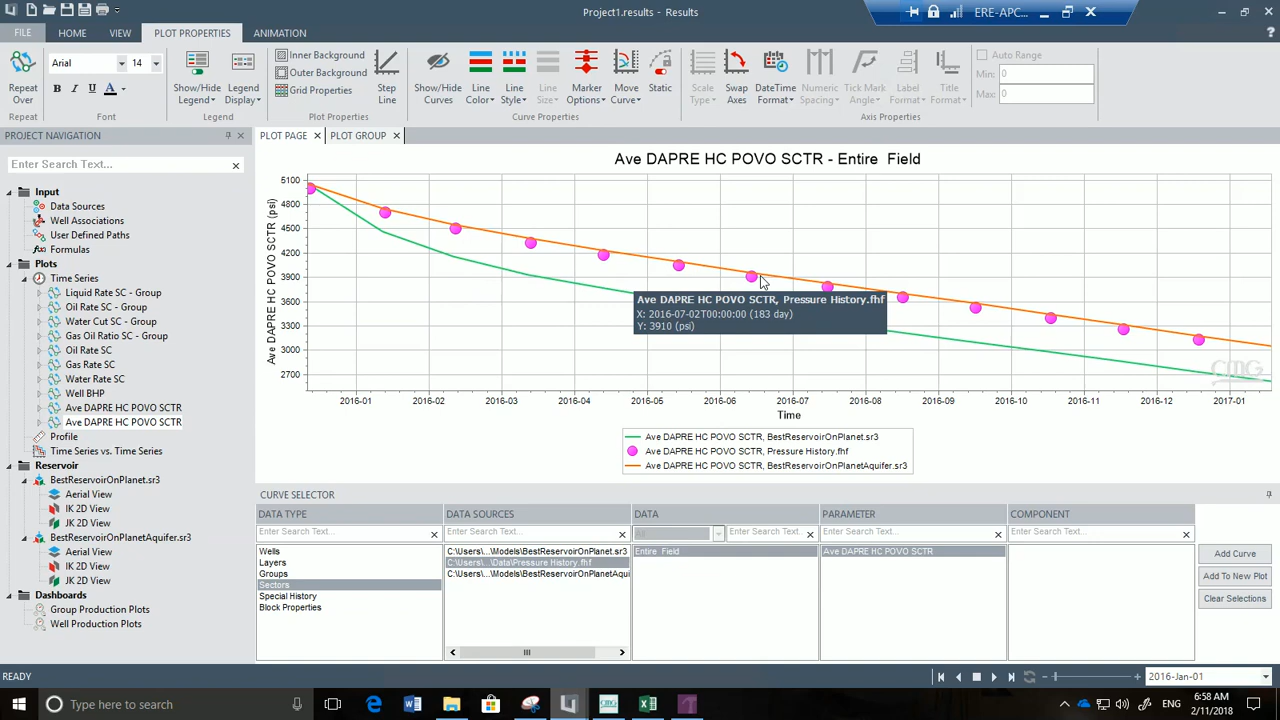 Project1.results - Results
ERE-APC...
FILE
HOME
VIEW
PLOT PROPERTIES
ANIMATION
Repeat Over
Repeat
Arial
14
B I U A
Font
Show/Hide Legend
Legend Display
Legend
Inner Background
Outer Background
Grid Properties
Plot Properties
Step Line
Show/Hide Curves
Line Color
Line Style
Line Size
Marker Options
Move Curve
Static
Curve Properties
Scale Type
Swap Axes
DateTime Format
Numeric Spacing
Tick Mark Angle
Label Format
Title Format
Auto Range
Min: 0
Max: 0
Axis Properties
PROJECT NAVIGATION
Enter Search Text...
Input
Data Sources
Well Associations
User Defined Paths
Formulas
Plots
Time Series
Liquid Rate SC - Group
Oil Rate SC - Group
Water Cut SC - Group
Gas Oil Ratio SC - Group
Oil Rate SC
Gas Rate SC
Water Rate SC
Well BHP
Ave DAPRE HC POVO SCTR
Ave DAPRE HC POVO SCTR
Profile
Time Series vs. Time Series
Reservoir
BestReservoirOnPlanet.sr3
Aerial View
IK 2D View
JK 2D View
BestReservoirOnPlanetAquifer.sr3
Aerial View
IK 2D View
JK 2D View
Dashboards
Group Production Plots
Well Production Plots
PLOT PAGE
PLOT GROUP
Ave DAPRE HC POVO SCTR - Entire Field
Ave DAPRE HC POVO SCTR (psi)
5100
4800
4500
4200
3900
3600
3300
3000
2700
Ave DAPRE HC POVO SCTR, Pressure History.fhf
X: 2016-07-02T00:00:00 (183 day)
Y: 3910 (psi)
CMG
2016-01 2016-02 2016-03 2016-04 2016-05 2016-06 2016-07 2016-08 2016-09 2016-10 2016-11 2016-12 2017-01
Time
Ave DAPRE HC POVO SCTR, BestReservoirOnPlanet.sr3
Ave DAPRE HC POVO SCTR, Pressure History.fhf
Ave DAPRE HC POVO SCTR, BestReservoirOnPlanetAquifer.sr3
CURVE SELECTOR
DATA TYPE
Enter Search Text...
Wells
Layers
Groups
Sectors
Special History
Block Properties
DATA SOURCES
Enter Search Text...
C:\Users\...\Models\BestReservoirOnPlanet.sr3
C:\Users\...\Data\Pressure History.fhf
C:\Users\...\Models\BestReservoirOnPlanetAqui
DATA
All
Enter Search Text...
Entire Field
PARAMETER
Enter Search Text...
Ave DAPRE HC POVO SCTR
COMPONENT
Enter Search Text...
Add Curve
Add To New Plot
Clear Selections
READY
2016-Jan-01
Type here to search
ENG
6:58 AM
2/11/2018